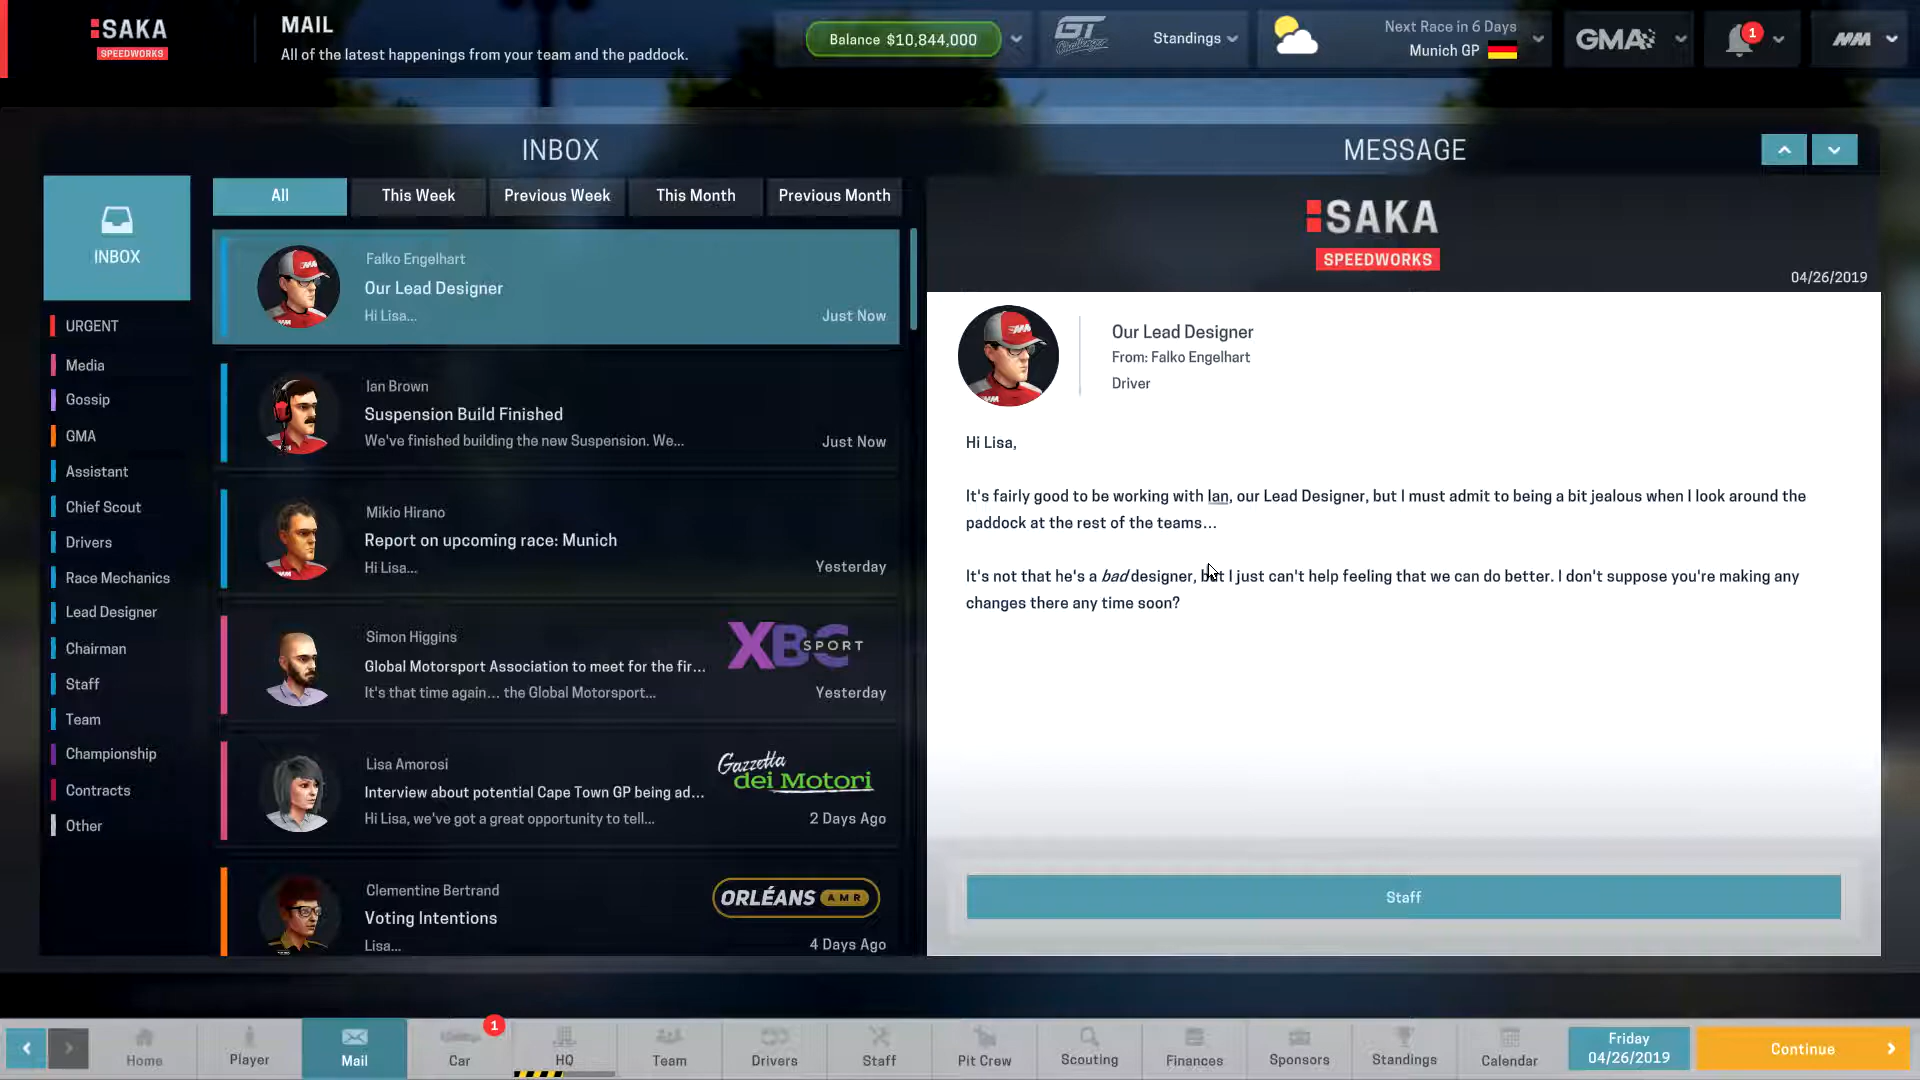 SAKA
SPEEDWORKS
MAIL
All of the latest happenings from your team and the paddock.
Balance $10,844,000
GT
Challenger
Standings
Next Race in 6 Days
Munich GP
GMA
1
INBOX
MESSAGE
INBOX
All
This Week
Previous Week
This Month
Previous Month
URGENT
Media
Gossip
GMA
Assistant
Chief Scout
Drivers
Race Mechanics
Lead Designer
Chairman
Staff
Team
Championship
Contracts
Other
Falko Engelhart
Our Lead Designer
Hi Lisa...
Just Now
Ian Brown
Suspension Build Finished
We've finished building the new Suspension. We...
Just Now
Mikio Hirano
Report on upcoming race: Munich
Hi Lisa...
Yesterday
Simon Higgins
Global Motorsport Association to meet for the fir...
It's that time again... the Global Motorsport...
XBC SPORT
Yesterday
Lisa Amorosi
Interview about potential Cape Town GP being ad...
Hi Lisa, we've got a great opportunity to tell...
Gazzetta
dei Motori
2 Days Ago
Clementine Bertrand
Voting Intentions
Lisa...
ORLÉANS AMR
4 Days Ago
SAKA
SPEEDWORKS
04/26/2019
Our Lead Designer
From: Falko Engelhart
Driver
Hi Lisa,
It's fairly good to be working with Ian, our Lead Designer, but I must admit to being a bit jealous when I look around the
paddock at the rest of the teams...
It's not that he's a bad designer, but I just can't help feeling that we can do better. I don't suppose you're making any
changes there any time soon?
Staff
Home
Player
Mail
Car
1
HQ
Team
Drivers
Staff
Pit Crew
Scouting
Finances
Sponsors
Standings
Calendar
Friday
04/26/2019
Continue